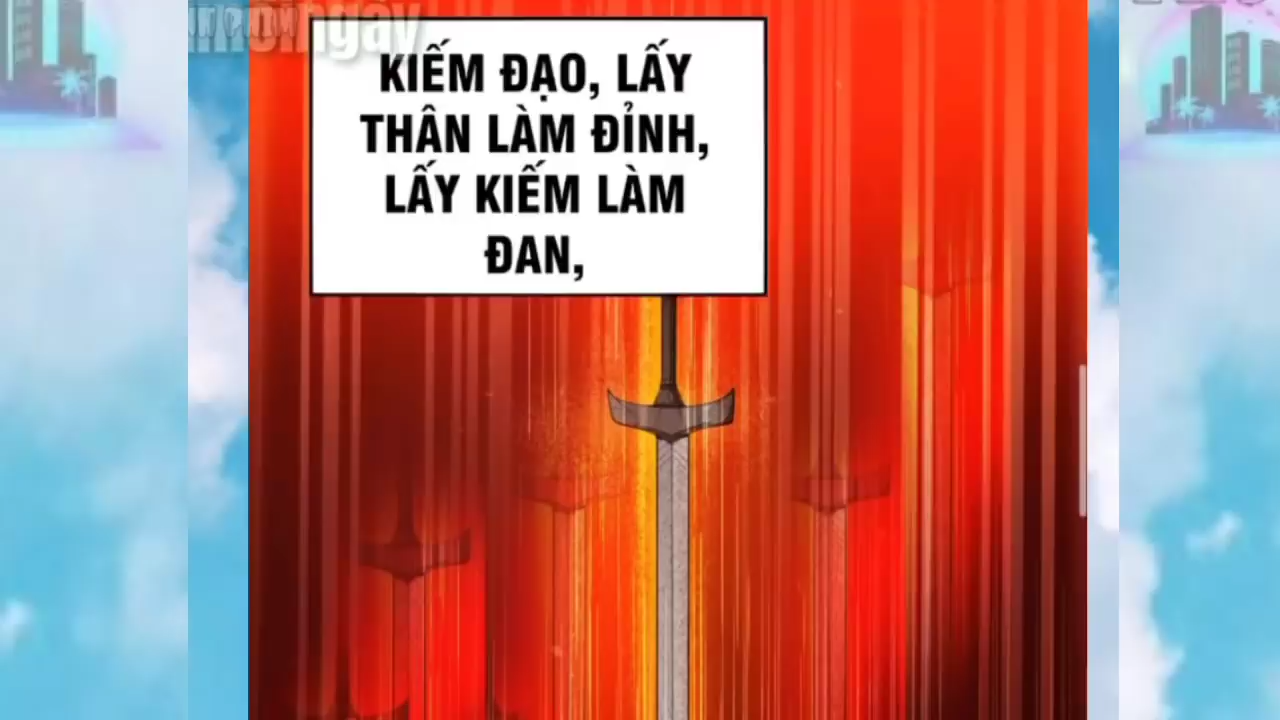 KIẾM ĐẠO, LẤY
THÂN LÀM ĐỈNH,
LẤY KIẾM LÀM
ĐAN,